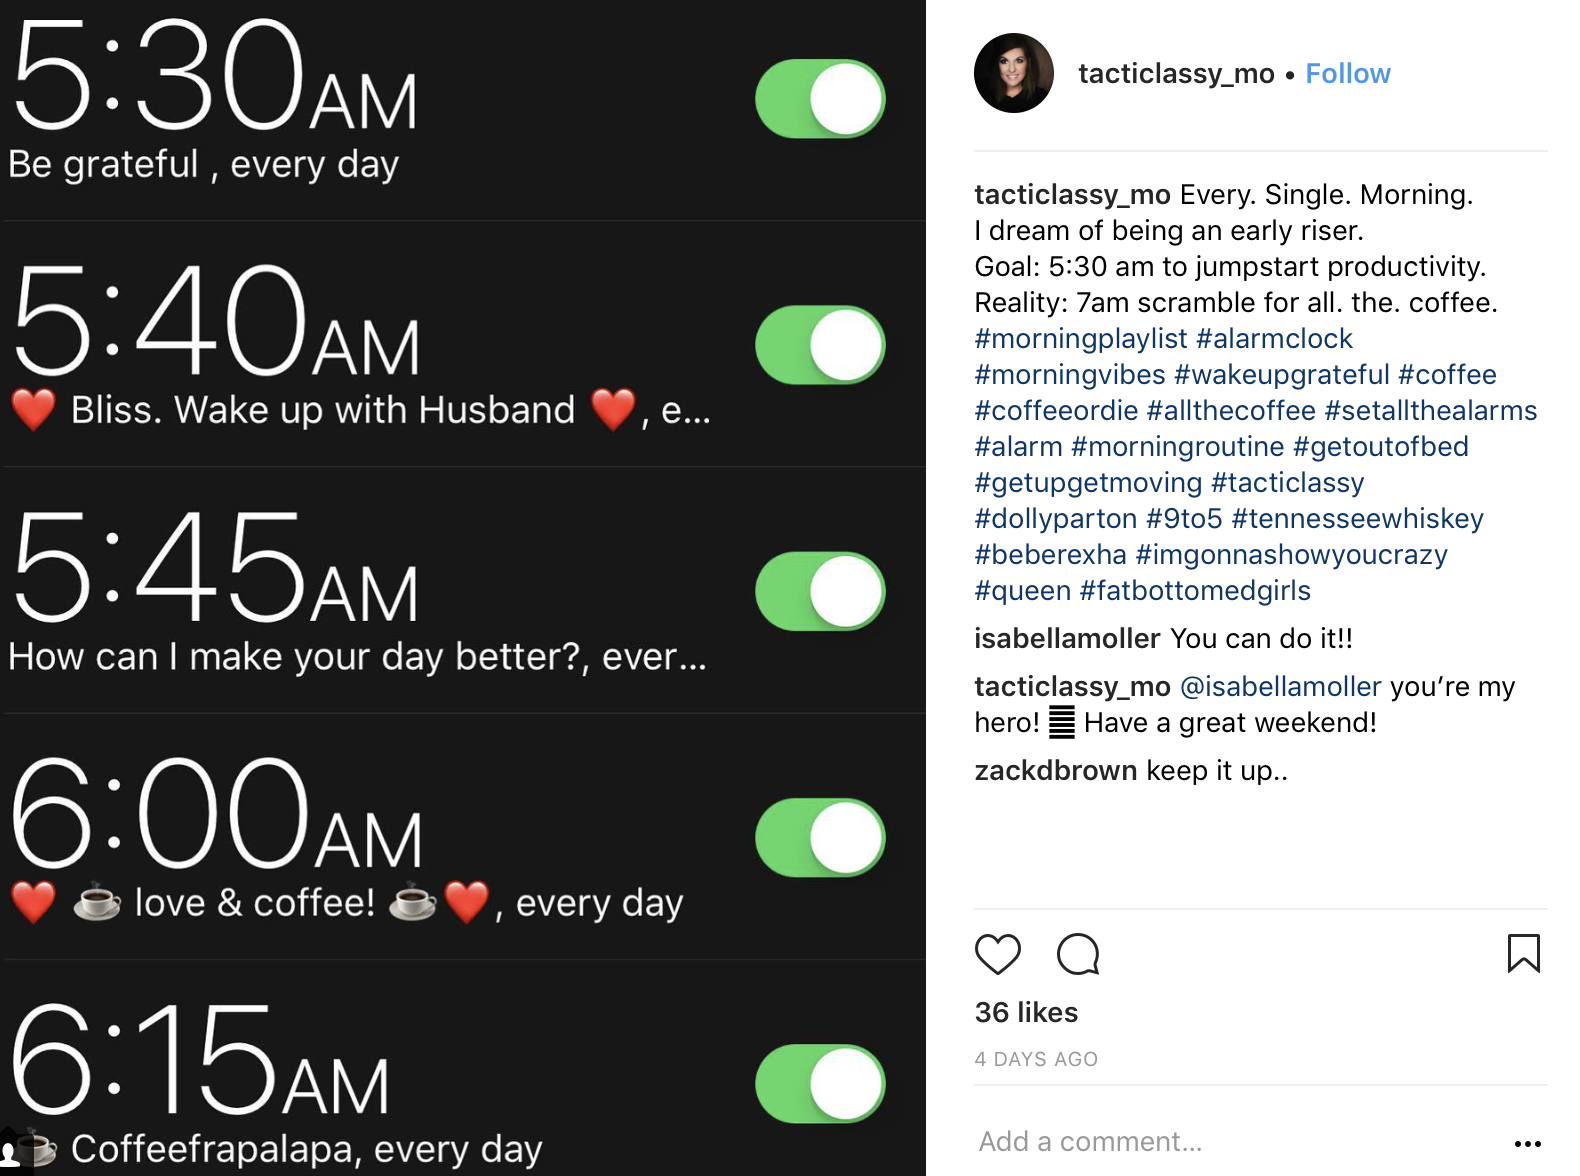 5:30AM
Be grateful , every day
5:40AM
❤️ Bliss. Wake up with Husband ❤️, e...
5:45AM
How can I make your day better?, ever...
6:00AM
❤️ ☕ love & coffee! ☕❤️, every day
6:15AM
☕ Coffeefrapalapa, every day
tacticlassy_mo • Follow
tacticlassy_mo Every. Single. Morning.
I dream of being an early riser.
Goal: 5:30 am to jumpstart productivity.
Reality: 7am scramble for all. the. coffee.
#morningplaylist #alarmclock
#morningvibes #wakeupgrateful #coffee
#coffeeordie #allthecoffee #setallthealarms
#alarm #morningroutine #getoutofbed
#getupgetmoving #tacticlassy
#dollyparton #9to5 #tennesseewhiskey
#beberexha #imgonnashowyoucrazy
#queen #fatbottomedgirls
isabellamoller You can do it!!
tacticlassy_mo @isabellamoller you’re my
hero! Have a great weekend!
zackdbrown keep it up..
36 likes
4 DAYS AGO
Add a comment...